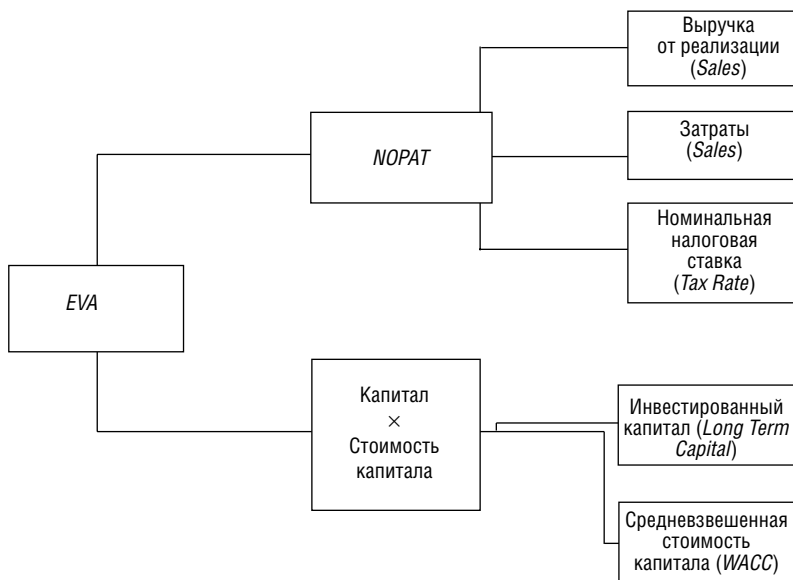 Выручка
от реализации
(Sales)
NOPAT
Затраты
(Sales)
Номинальная
налоговая
ставка
(Tax Rate)
EVA
Капитал
×
Стоимость
капитала
Инвестированный
капитал (Long Term
Capital)
Средневзвешенная
стоимость
капитала (WACC)